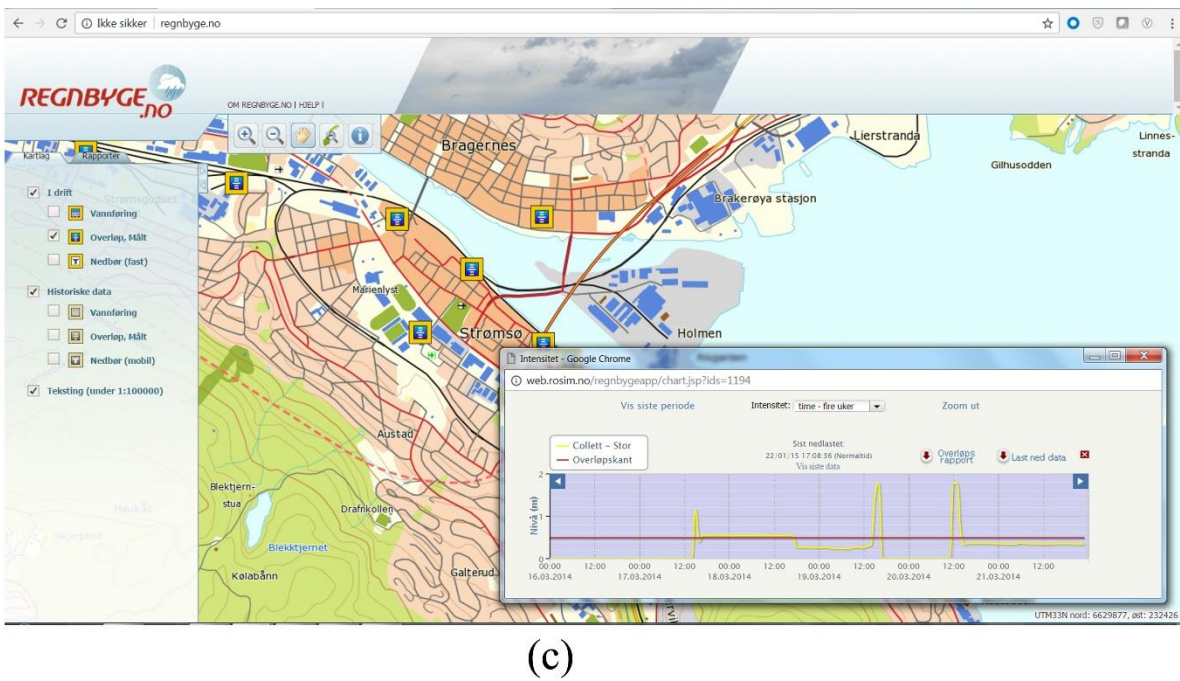 Ikke sikker | regnbyge.no
REGNBYGE.NO
OM REGNBYGE.NO | HJELP |
Kartlag
Rapporter
I drift
Vannføring
Overløp, Målt
Nedbør (fast)
Historiske data
Vannføring
Overløp, Målt
Nedbør (mobil)
Teksting (under 1:100000)
Strømsgodset
Haukås
Bragernes
Lierstranda
Gilhusodden
Linnes-
stranda
Brakerøya stasjon
Marienlyst
Strømsø
Holmen
Austad
Blektjern-
stua
Drafnkollen
Blekktjernet
Kølabånn
Galterud
Intensitet - Google Chrome
web.rosim.no/regnbygeapp/chart.jsp?ids=1194
Vis siste periode
Intensitet: time - fire uker
Zoom ut
Collett - Stor
Overløpskant
Sist nedlastet:
22/01/15 17:08:36 (Normaltid)
Vis siste data
Overløps
rapport
Last ned data
Nivå (m)
2
1
0
00:00 12:00 00:00 12:00 00:00 12:00 00:00 12:00 00:00 12:00 00:00 12:00
16.03.2014 17.03.2014 18.03.2014 19.03.2014 20.03.2014 21.03.2014
UTM33N nord: 6629877, øst: 232426
(c)